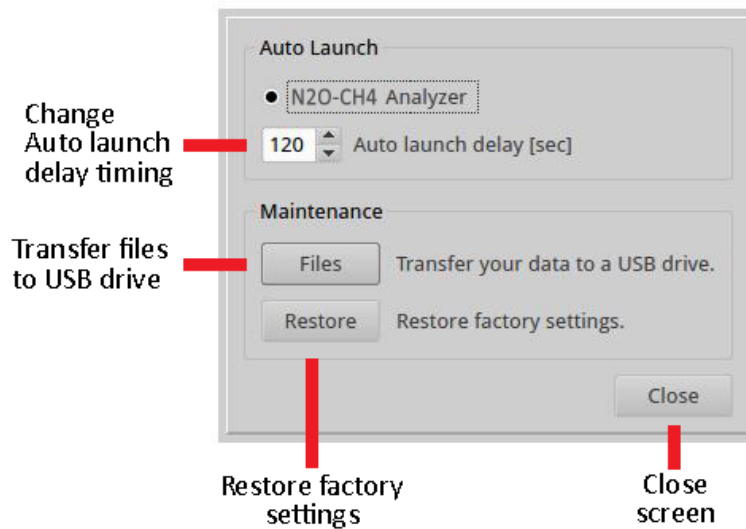 Auto Launch
N2O-CH4 Analyzer
Change
Auto launch
delay timing
120 Auto launch delay [sec]
Maintenance
Transfer files
to USB drive
Files Transfer your data to a USB drive.
Restore Restore factory settings.
Close
Restore factory
settings
Close
screen